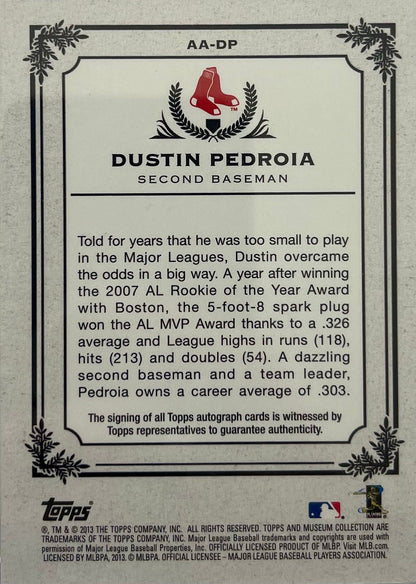 AA-DP
TM
DUSTIN PEDROIA
SECOND BASEMAN
Told for years that he was too small to play
in the Major Leagues, Dustin overcame
the odds in a big way. A year after winning
the 2007 AL Rookie of the Year Award
with Boston, the 5-foot-8 spark plug
won the AL MVP Award thanks to a .326
average and League highs in runs (118),
hits (213) and doubles (54). A dazzling
second baseman and a team leader,
Pedroia owns a career average of .303.
The signing of all Topps autograph cards is witnessed by
Topps representatives to guarantee authenticity.
topps
®, TM & © 2013 THE TOPPS COMPANY, INC. ALL RIGHTS RESERVED. TOPPS AND MUSEUM COLLECTION ARE
TRADEMARKS OF THE TOPPS COMPANY, INC. Major League Baseball trademarks and copyrights are used with
permission of Major League Baseball Properties, Inc. OFFICIALLY LICENSED PRODUCT OF MLBP. Visit MLB.com.
LICENSED BY MLBPA, 2013. © MLBPA. OFFICIAL LICENSEE – MAJOR LEAGUE BASEBALL PLAYERS ASSOCIATION.